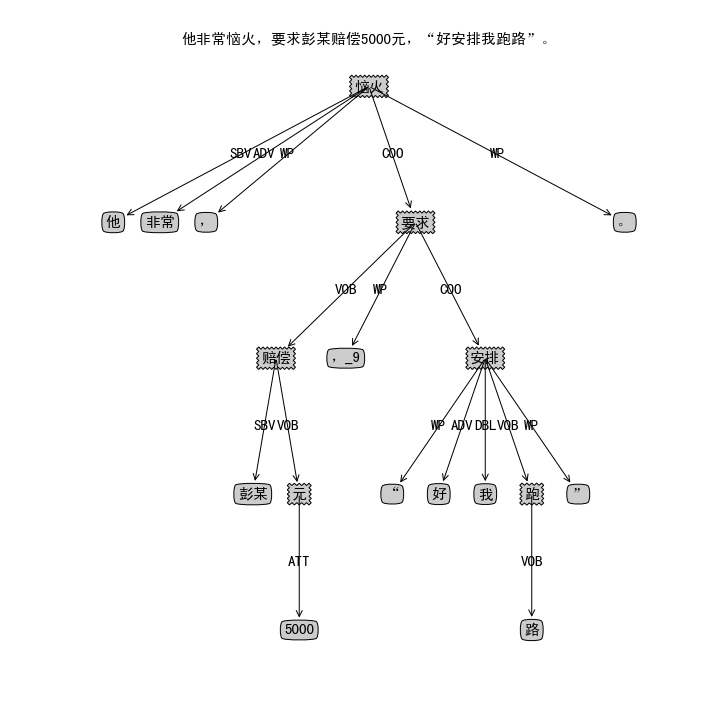 他非常恼火，要求彭某赔偿5000元，“好安排我跑路”。
恼火
SBV ADV WP COO WP
他 非常 ， 要求 。
VOB WP COO
赔偿 ，_9 安排
SBV VOB WP ADV DBL VOB WP
彭某 元 “ 好 我 跑 ”
ATT VOB
5000 路